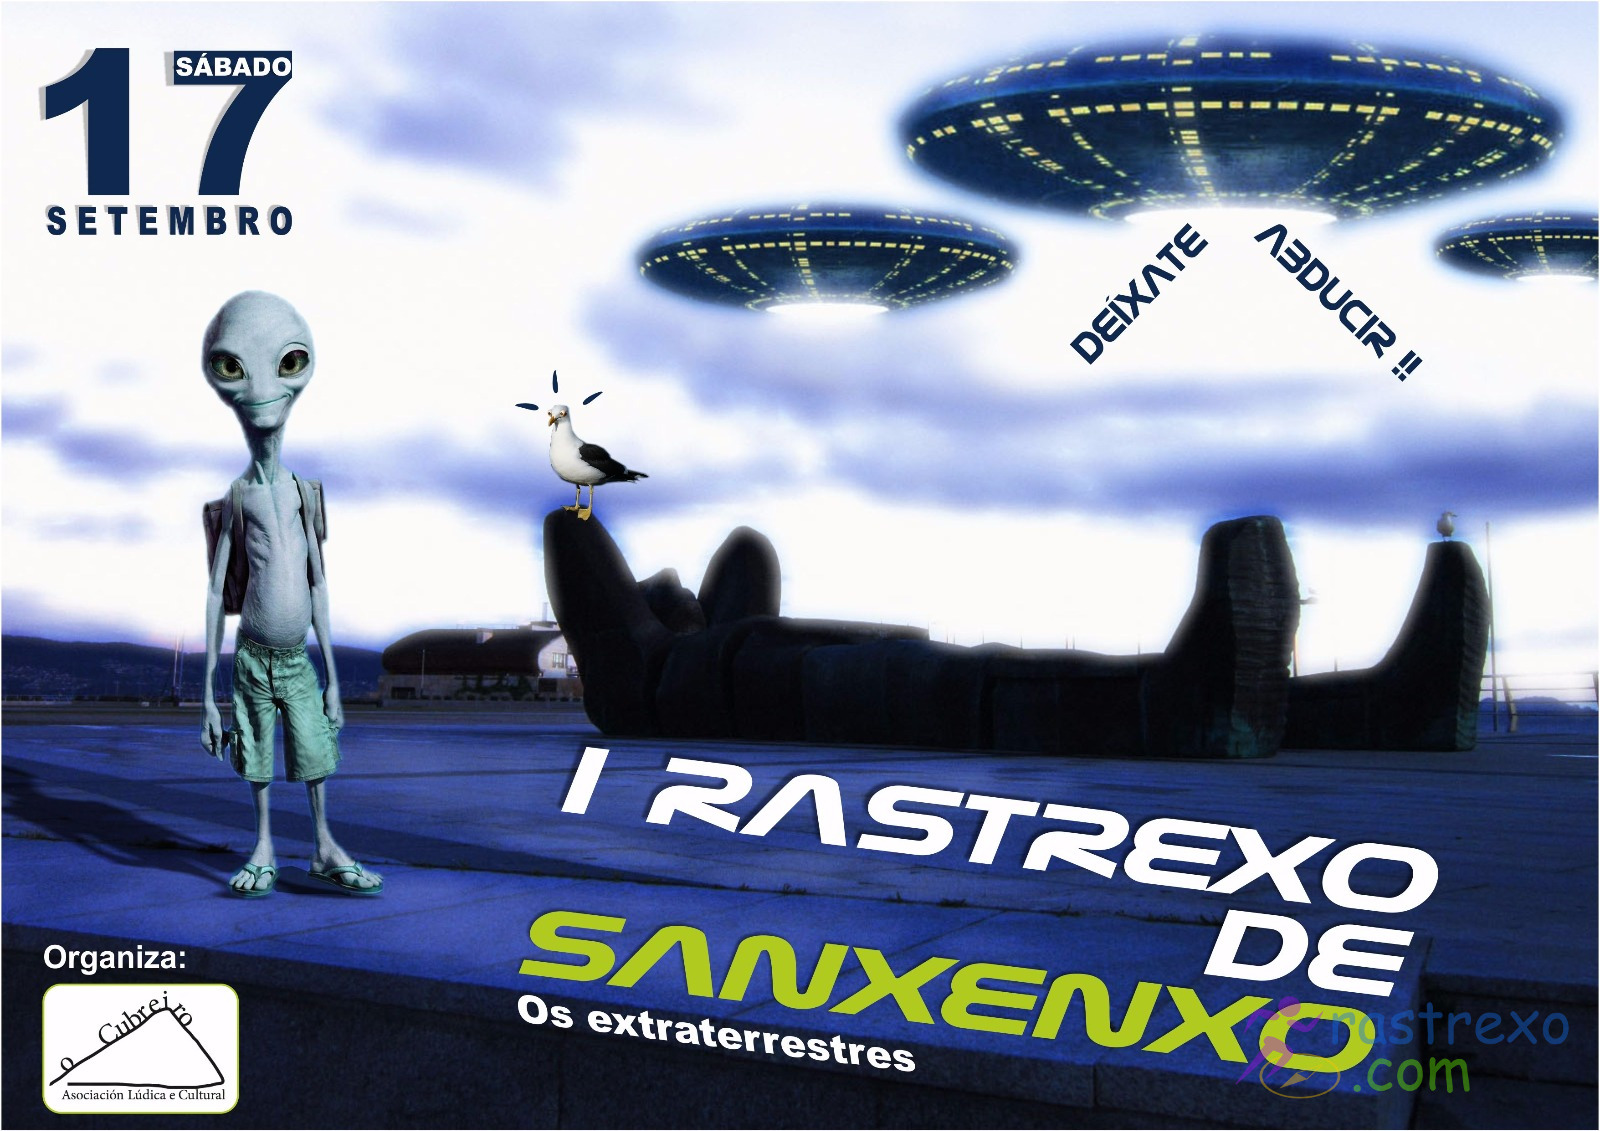 SÁBADO
17
SETEMBRO
DEÍXATE
ABDUCIR !!
I RASTREXO
DE
SANXENXO
Os extraterrestres
Organiza:
O Cubreiro
Asociación Lúdica e Cultural
rastrexo
.com